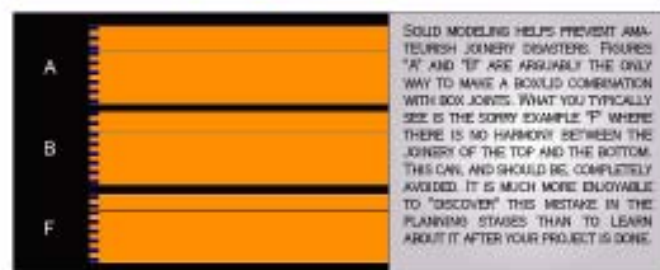 A
B
F
SOLID MODELING HELPS PREVENT AMA-
TEURISH JOINERY DISASTERS. FIGURES
"A" AND "B" ARE ARGUABLY THE ONLY
WAY TO MAKE A BOX/LID COMBINATION
WITH BOX JOINTS. WHAT YOU TYPICALLY
SEE IS THE SORRY EXAMPLE "F" WHERE
THERE IS NO HARMONY BETWEEN THE
JOINERY OF THE TOP AND THE BOTTOM.
THIS CAN, AND SHOULD BE, COMPLETELY
AVOIDED. IT IS MUCH MORE ENJOYABLE
TO "DISCOVER" THIS MISTAKE IN THE
PLANNING STAGES THAN TO LEARN
ABOUT IT AFTER YOUR PROJECT IS DONE.